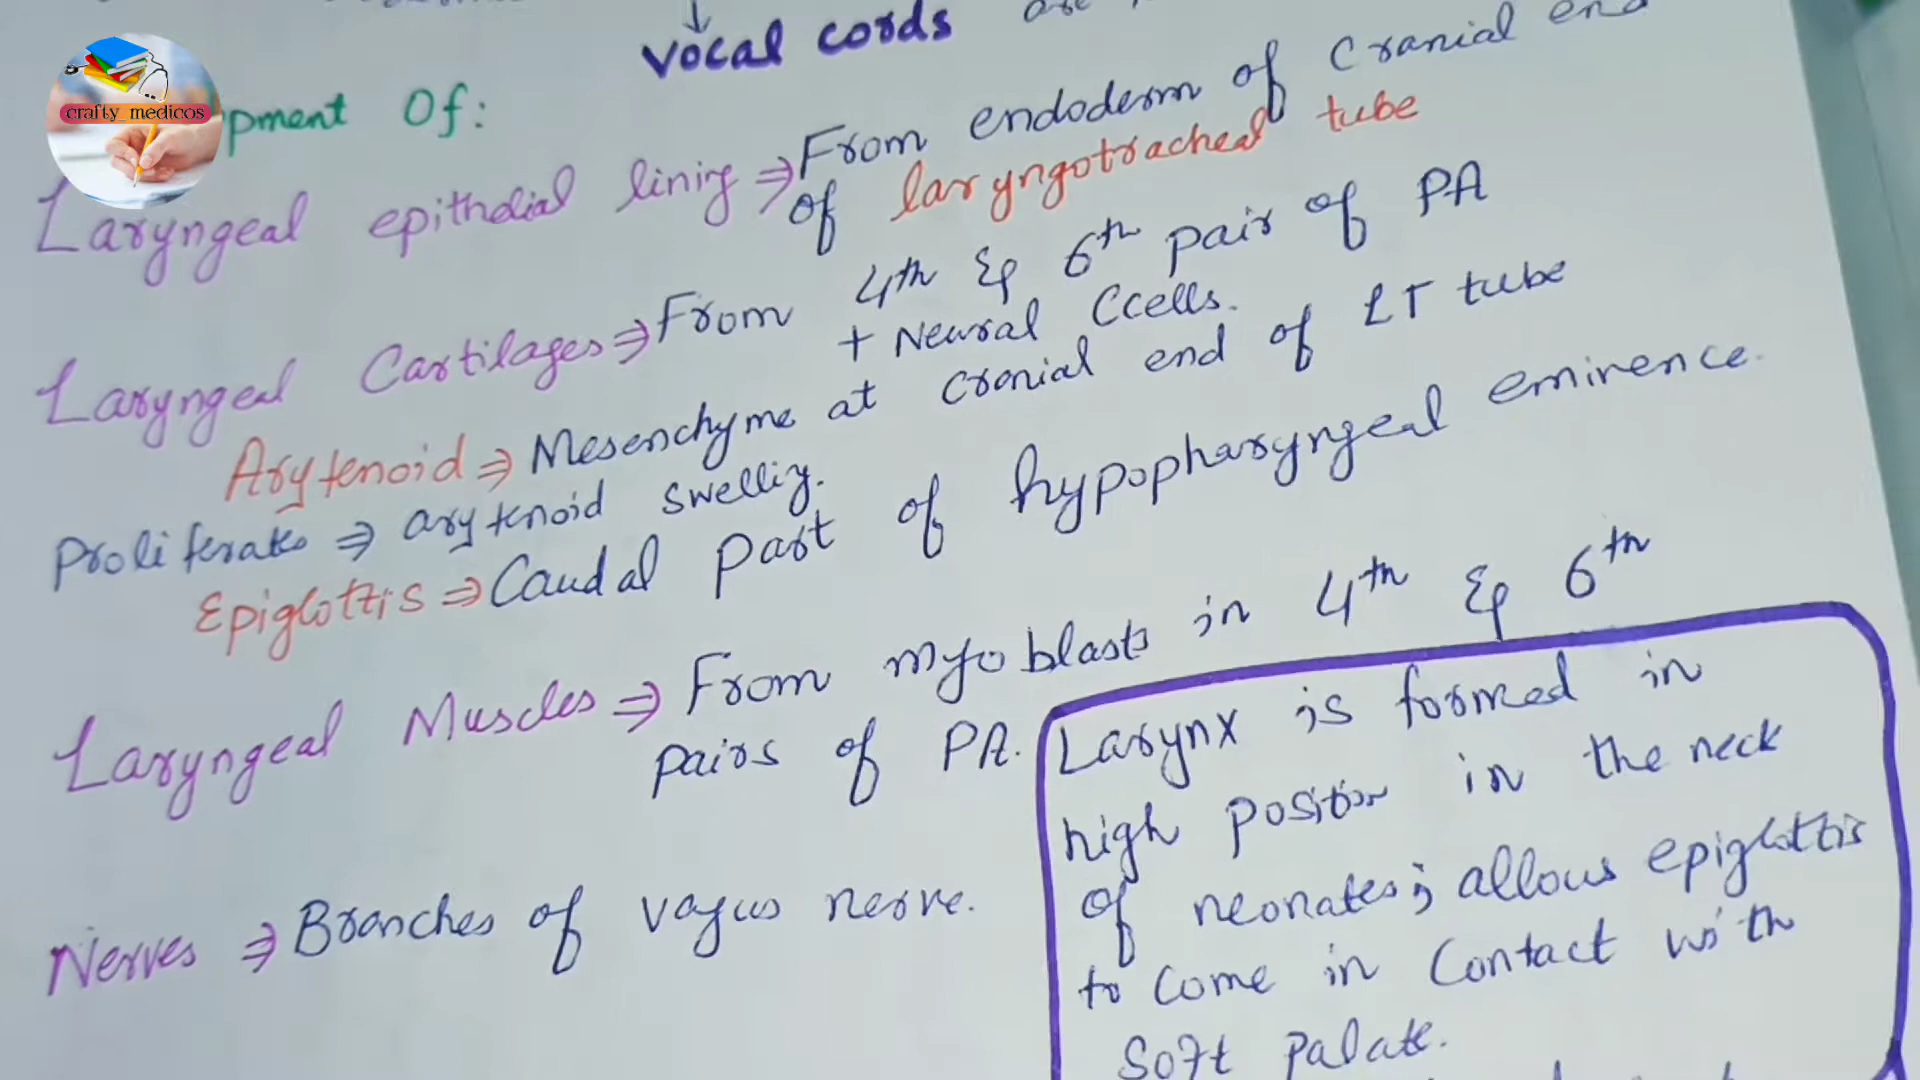 vocal cords are
crafty_medicos
pment Of:
Laryngeal epithelial lining ⇒ From endoderm of cranial end
of laryngotracheal tube
Laryngeal Cartilages ⇒ From 4th & 6th pair of PA
+ Neural Ccells.
Arytenoid ⇒ Mesenchyme at cranial end of LT tube
Proliferate ⇒ arytenoid swelling.
Epiglottis ⇒ Caudal Part of hypopharyngeal eminence.
Laryngeal Muscles ⇒ From myoblasts in 4th & 6th
pairs of PA.
Nerves ⇒ Branches of vagus nerve.
Larynx is formed in
high position in the neck
of neonates; allows epiglottis
to come in contact with
soft palate.